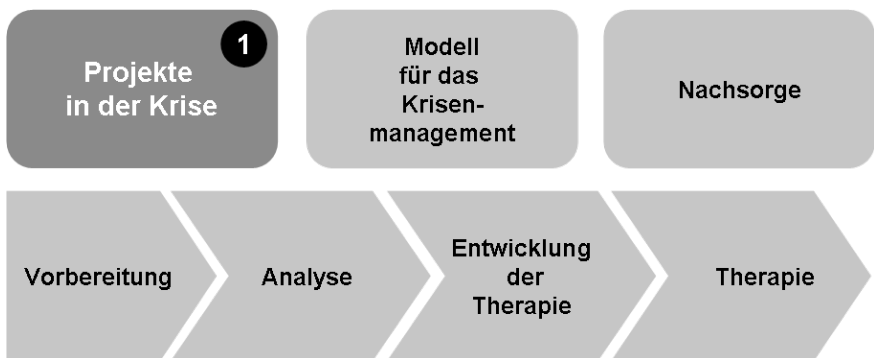 1
Projekte
in der Krise
Modell
für das
Krisen-
management
Nachsorge
Vorbereitung
Analyse
Entwicklung
der
Therapie
Therapie